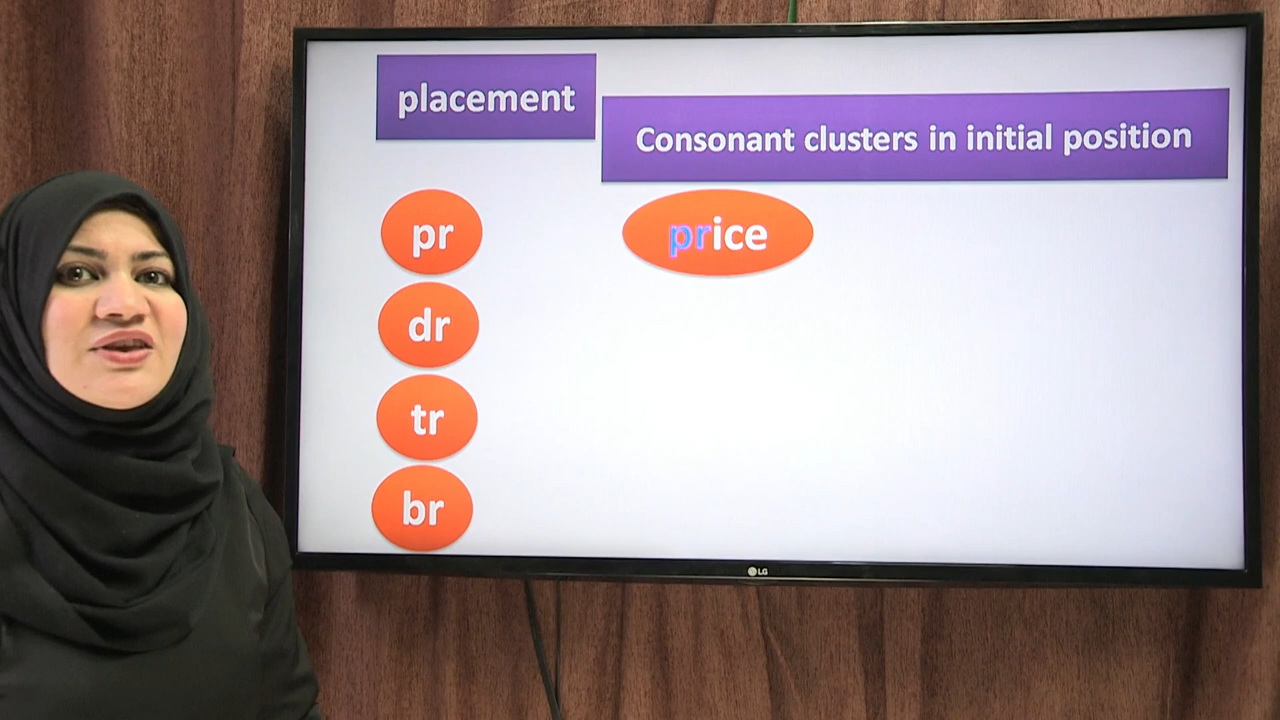 placement
Consonant clusters in initial position
pr
price
dr
tr
br
LG